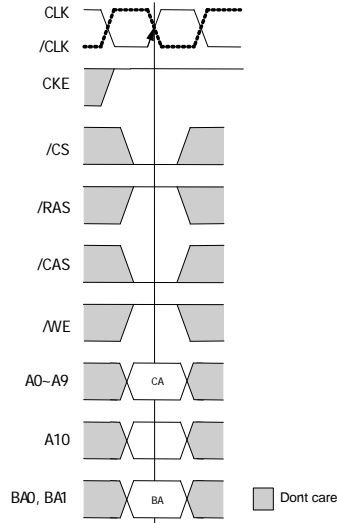 CLK
/CLK
CKE
/CS
/RAS
/CAS
/WE
A0~A9
CA
A10
BA0, BA1
BA
Dont care